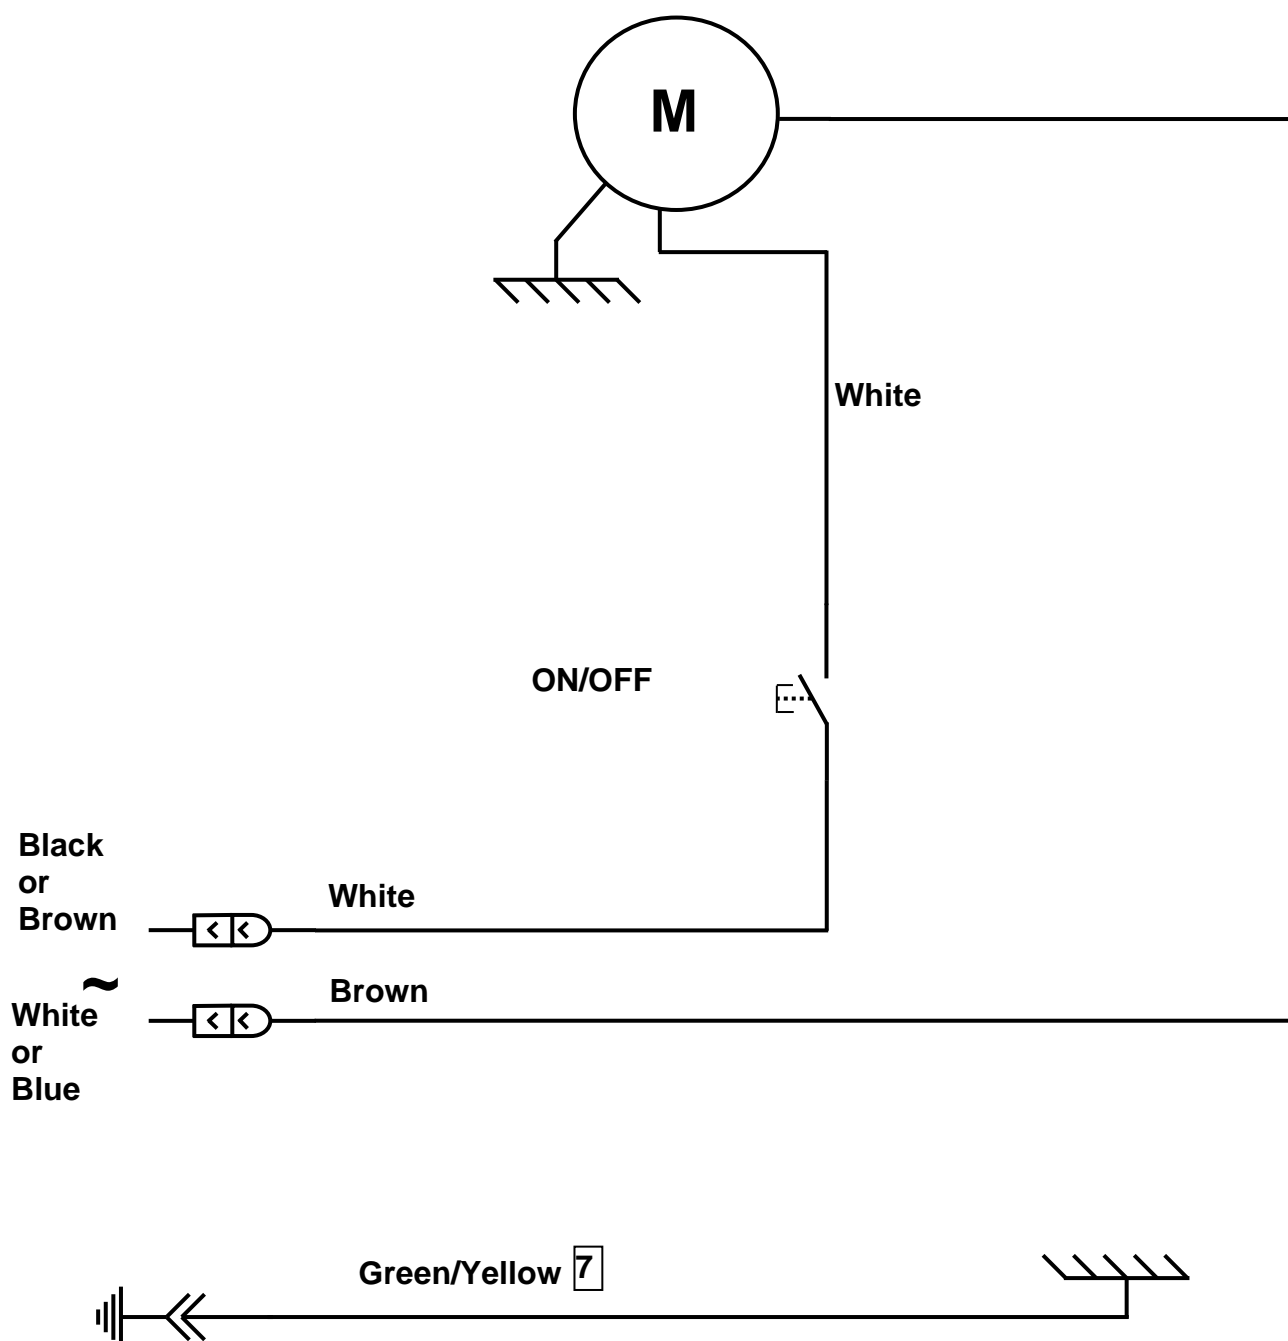 M
White
ON/OFF
Black
or
Brown
White
~
White
or
Blue
Brown
Green/Yellow 7